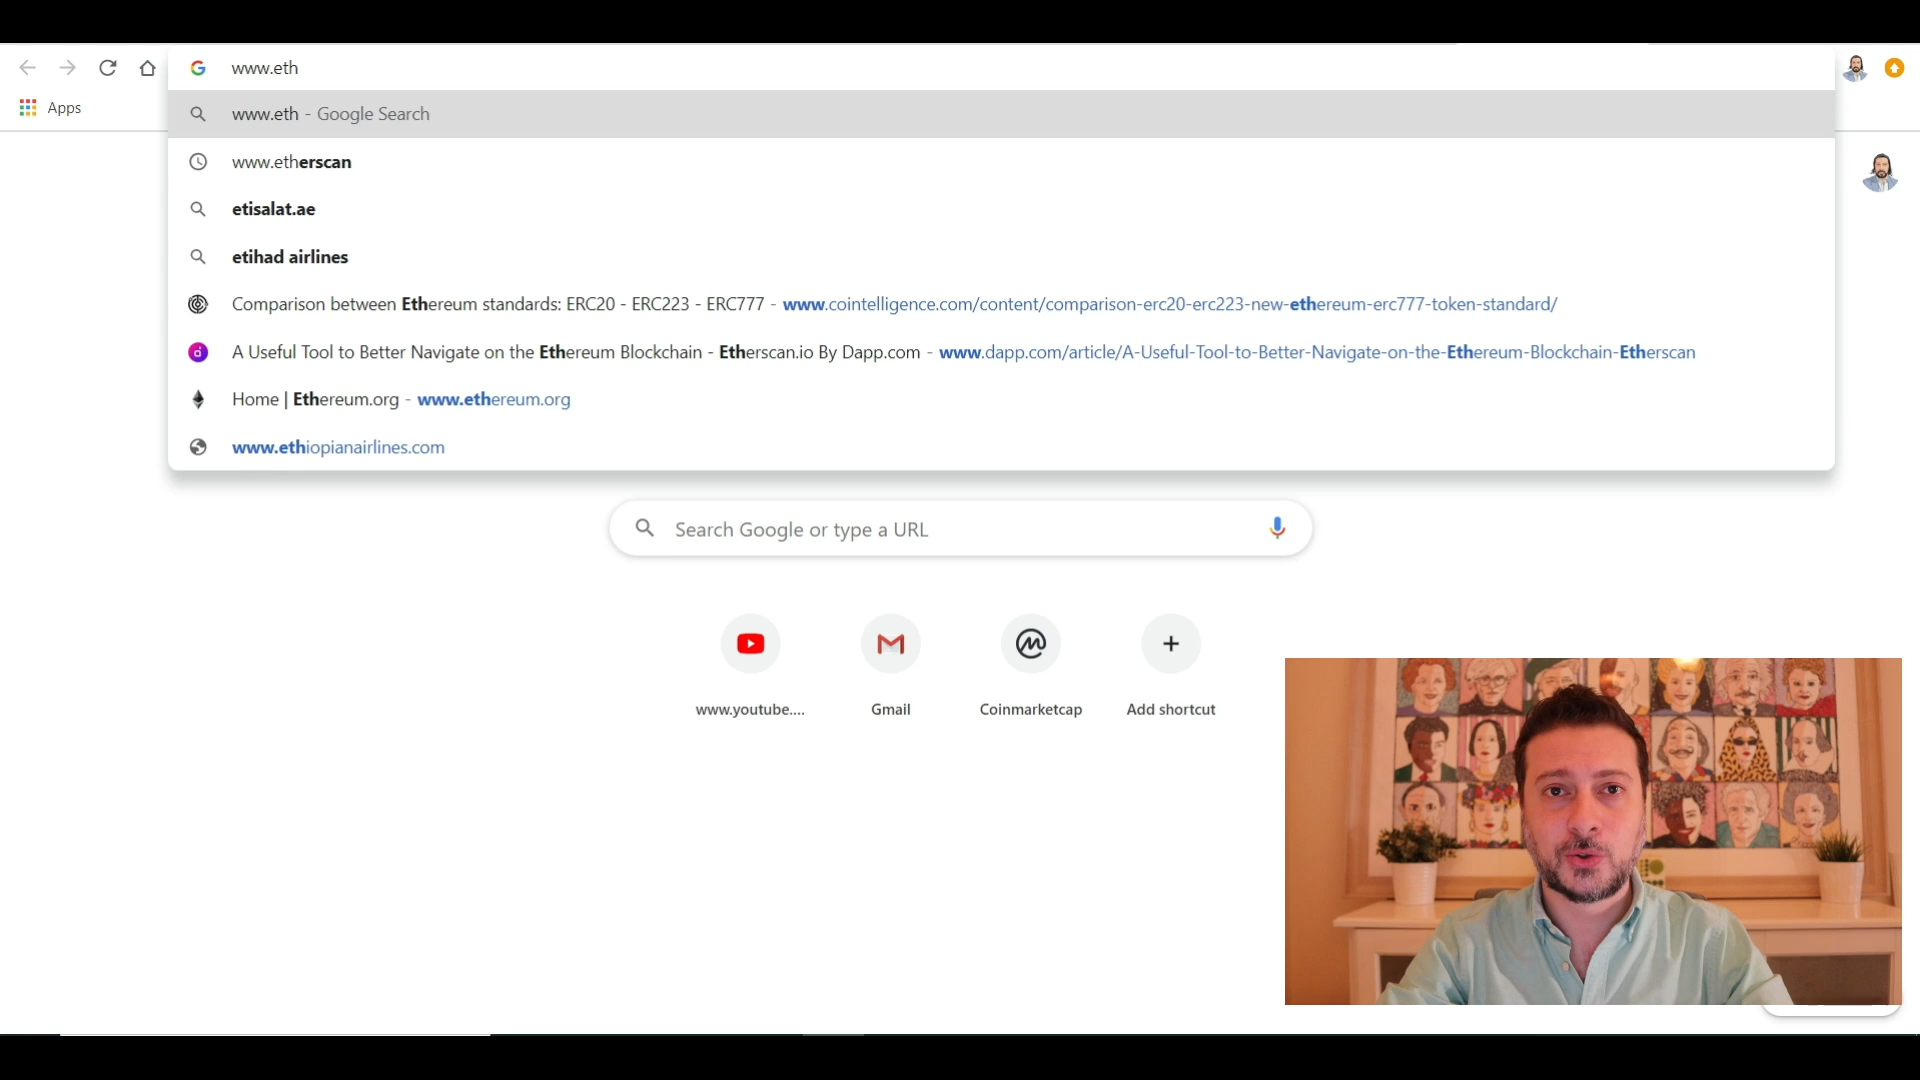 www.eth
Apps
www.eth - Google Search
www.etherscan
etisalat.ae
etihad airlines
Comparison between Ethereum standards: ERC20 - ERC223 - ERC777 - www.cointelligence.com/content/comparison-erc20-erc223-new-ethereum-erc777-token-standard/
A Useful Tool to Better Navigate on the Ethereum Blockchain - Etherscan.io By Dapp.com - www.dapp.com/article/A-Useful-Tool-to-Better-Navigate-on-the-Ethereum-Blockchain-Etherscan
Home | Ethereum.org - www.ethereum.org
www.ethiopianairlines.com
Search Google or type a URL
www.youtube.... Gmail Coinmarketcap Add shortcut